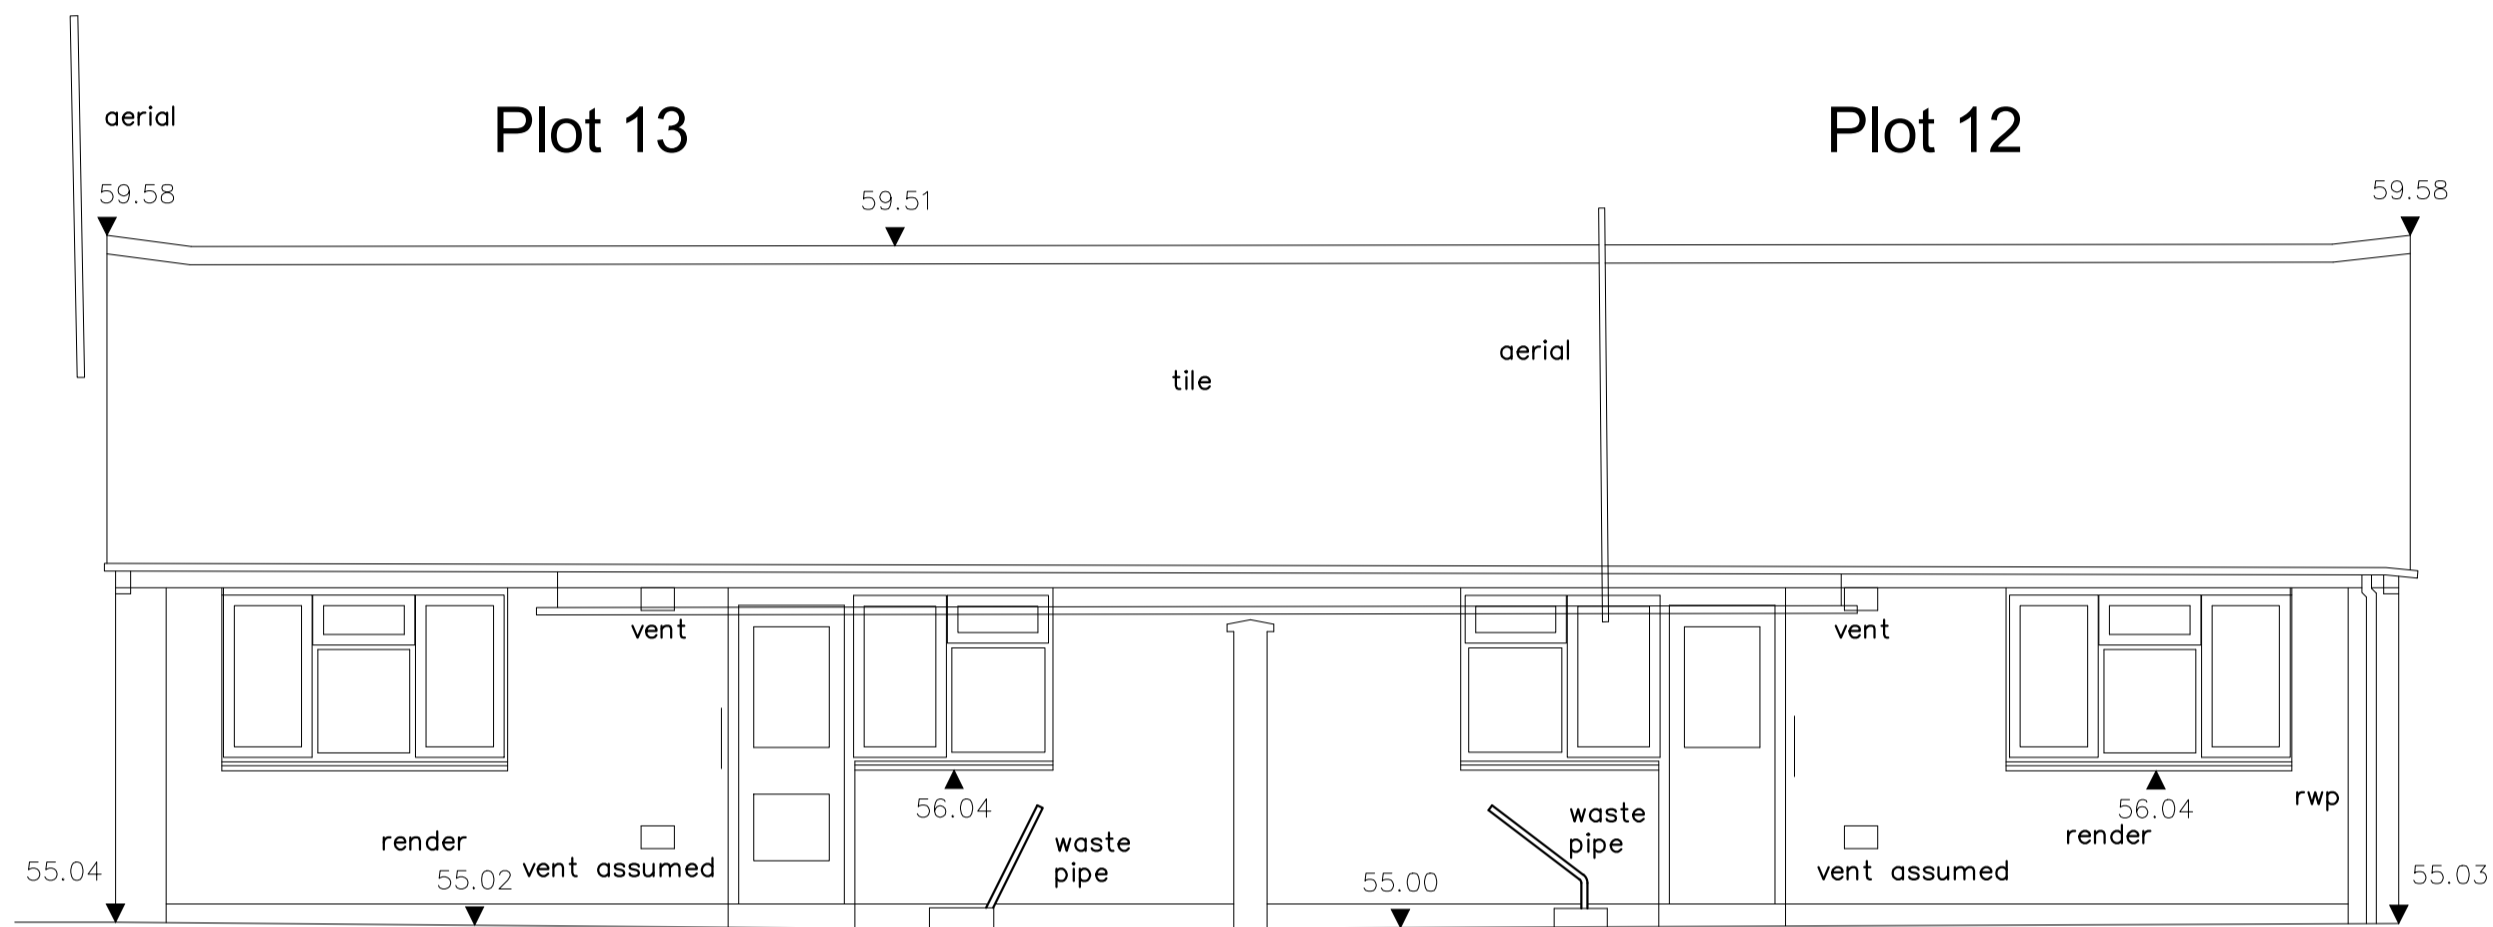 aerial
Plot 13
Plot 12
59.58
59.51
59.58
aerial
tile
vent
vent
56.04
56.04
rwp
waste
pipe
waste
pipe
render
render
vent assumed
vent assumed
55.04
55.02
55.00
55.03